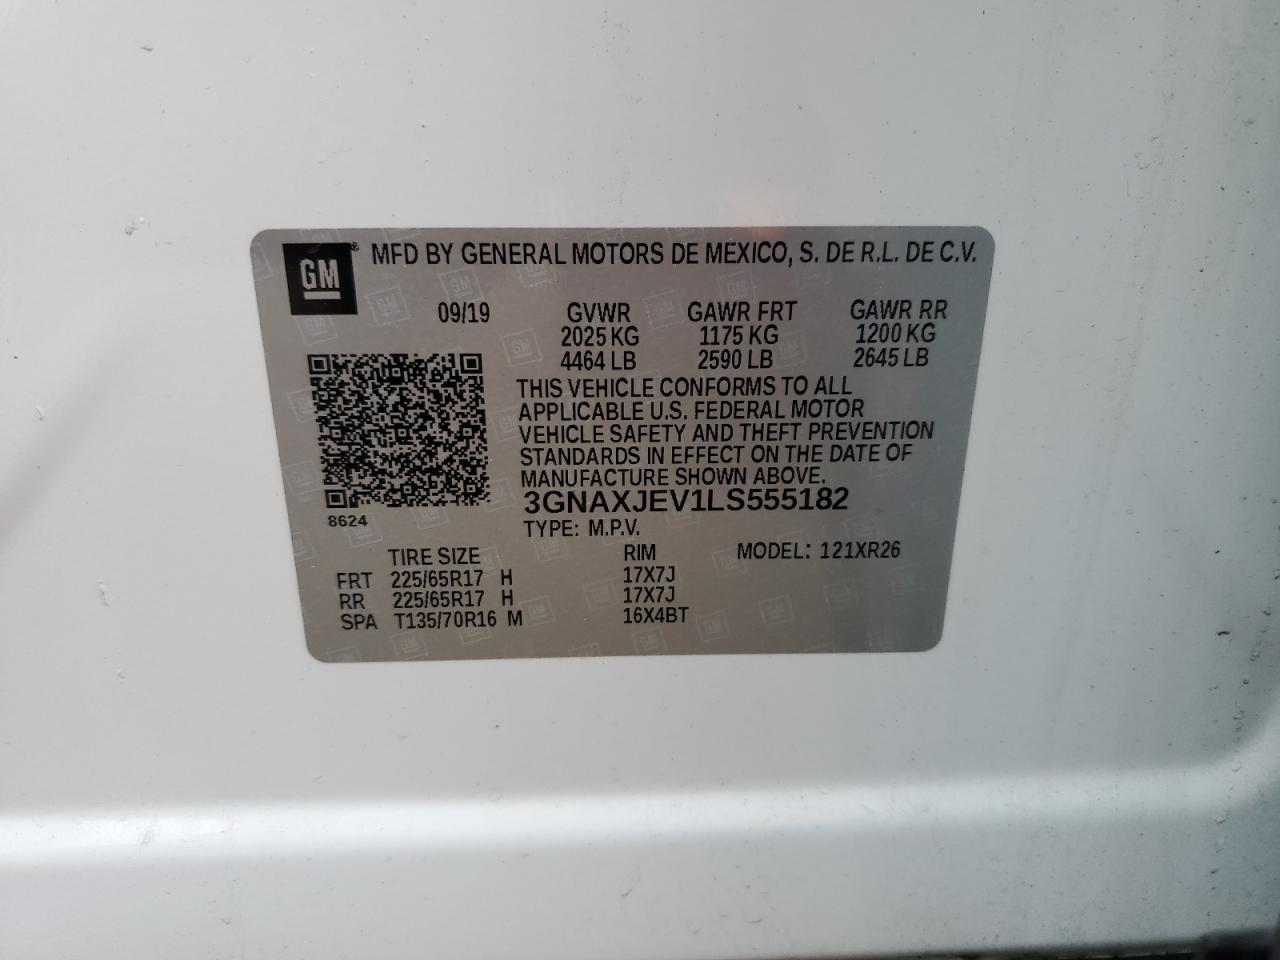 GM® MFD BY GENERAL MOTORS DE MEXICO, S. DE R.L. DE C.V.
09/19 GVWR GAWR FRT GAWR RR
2025 KG 1175 KG 1200 KG
4464 LB 2590 LB 2645 LB
THIS VEHICLE CONFORMS TO ALL
APPLICABLE U.S. FEDERAL MOTOR
VEHICLE SAFETY AND THEFT PREVENTION
STANDARDS IN EFFECT ON THE DATE OF
MANUFACTURE SHOWN ABOVE.
3GNAXJEV1LS555182
8624
TYPE: M.P.V.
TIRE SIZE RIM MODEL: 121XR26
FRT 225/65R17 H 17X7J
RR 225/65R17 H 17X7J
SPA T135/70R16 M 16X4BT